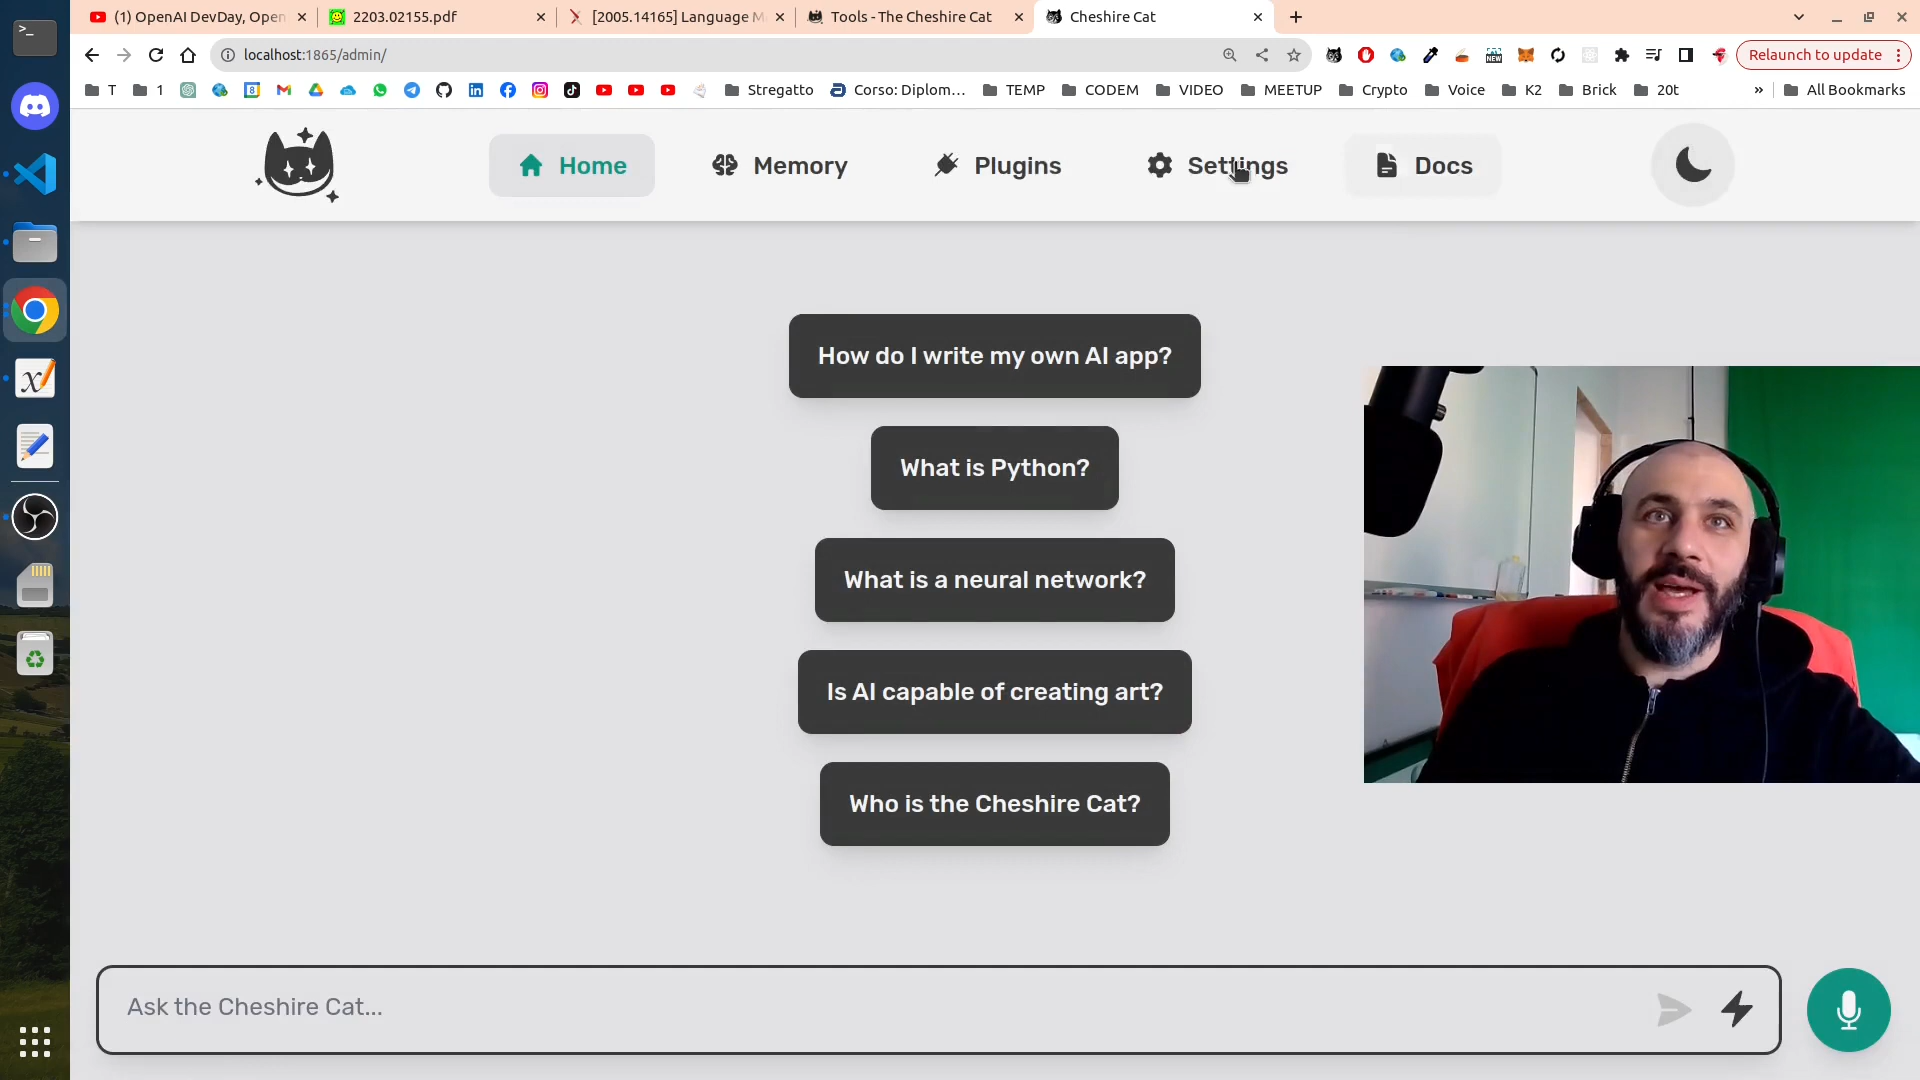 (1) OpenAI DevDay, Open
2203.02155.pdf
[2005.14165] Language M
Tools - The Cheshire Cat
Cheshire Cat
localhost:1865/admin/
Relaunch to update
T
1
8
Stregatto
Corso: Diplom...
TEMP
CODEM
VIDEO
MEETUP
Crypto
Voice
K2
Brick
20t
»
All Bookmarks
Home
Memory
Plugins
Settings
Docs
How do I write my own AI app?
What is Python?
What is a neural network?
Is AI capable of creating art?
Who is the Cheshire Cat?
Ask the Cheshire Cat...